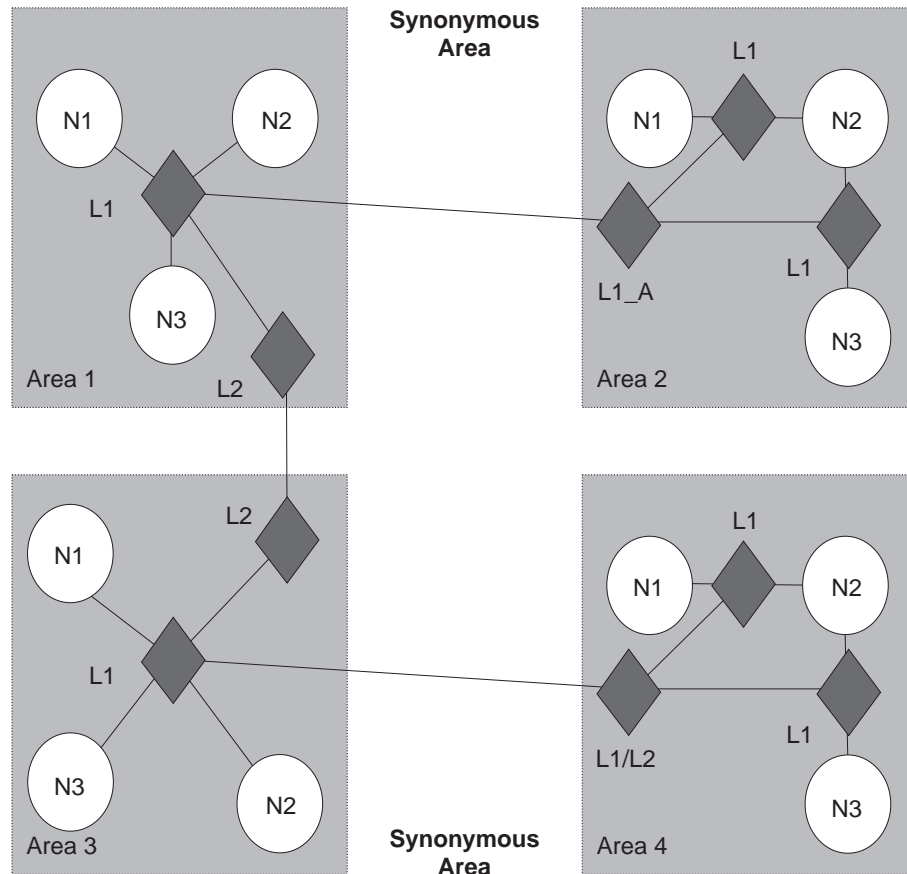 Synonymous
Area
N1
N2
L1
N3
L2
Area 1
L1
N1
N2
L1_A
L1
N3
Area 2
L2
N1
L1
N3
N2
Area 3
L1
N1
N2
L1/L2
L1
N3
Area 4
Synonymous
Area